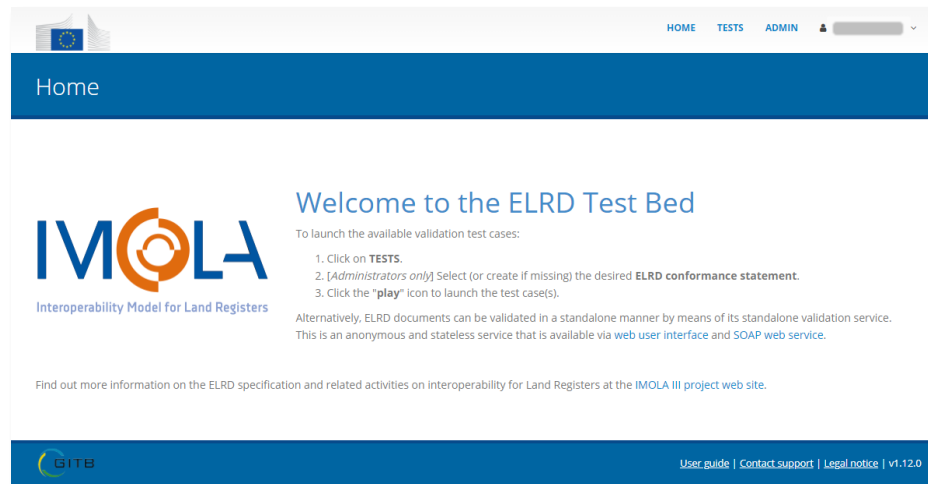 HOME TESTS ADMIN
Home
IMOLA
Interoperability Model for Land Registers
Welcome to the ELRD Test Bed
To launch the available validation test cases:
1. Click on TESTS.
2. [Administrators only] Select (or create if missing) the desired ELRD conformance statement.
3. Click the "play" icon to launch the test case(s).
Alternatively, ELRD documents can be validated in a standalone manner by means of its standalone validation service.
This is an anonymous and stateless service that is available via web user interface and SOAP web service.
Find out more information on the ELRD specification and related activities on interoperability for Land Registers at the IMOLA III project web site.
GITB
User guide | Contact support | Legal notice | v1.12.0